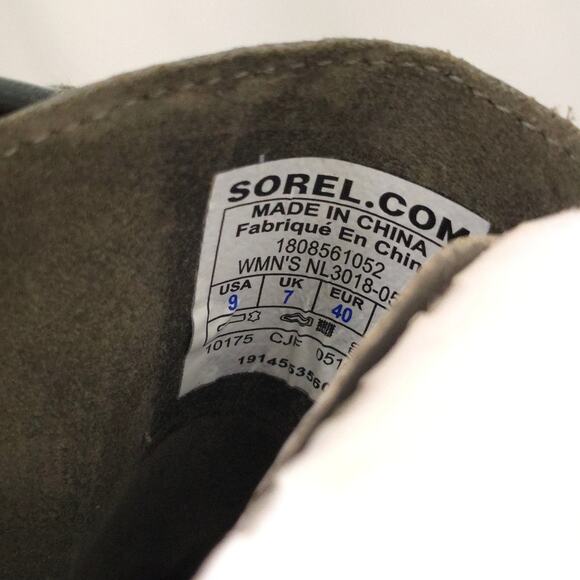 SOREL.COM
MADE IN CHINA
Fabriqué En Chin
1808561052
WMN'S NL3018-05
USA UK EUR
9 7 40
10175 CJE 051
1914553560